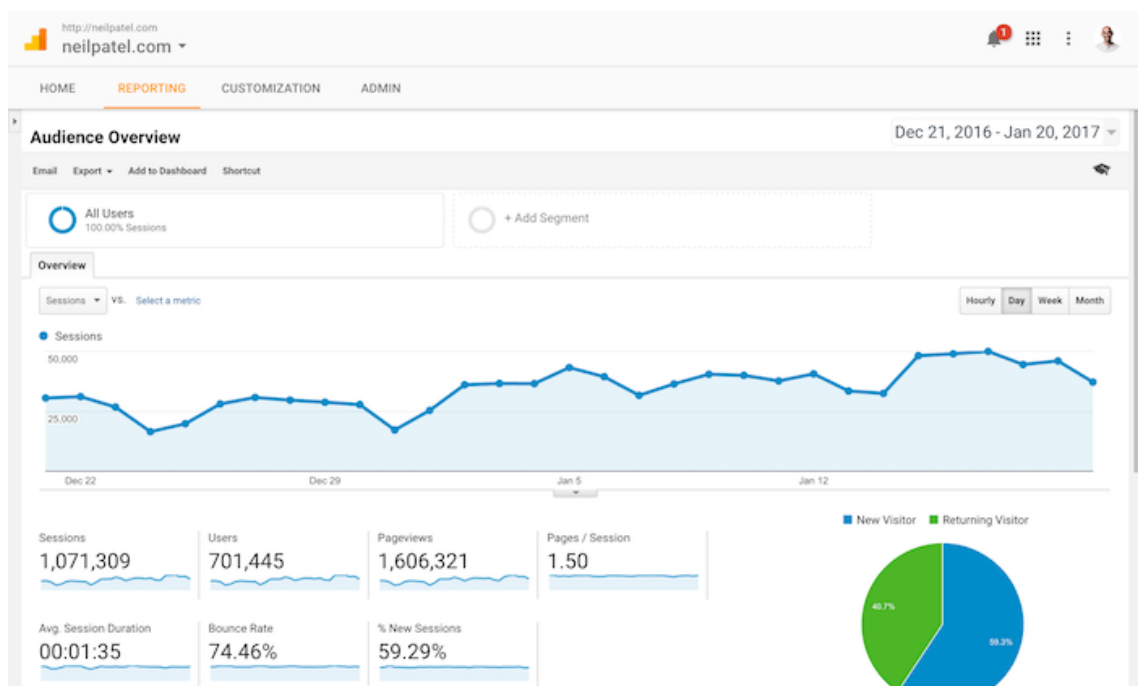 http://neilpatel.com
neilpatel.com
1
HOME REPORTING CUSTOMIZATION ADMIN
Audience Overview
Dec 21, 2016 - Jan 20, 2017
Email Export Add to Dashboard Shortcut
All Users
100.00% Sessions
+ Add Segment
Overview
Sessions VS. Select a metric
Hourly Day Week Month
Sessions
50,000
25,000
Dec 22 Dec 29 Jan 5 Jan 12
New Visitor Returning Visitor
Sessions Users Pageviews Pages / Session
1,071,309 701,445 1,606,321 1.50
40.7%
59.3%
Avg. Session Duration Bounce Rate % New Sessions
00:01:35 74.46% 59.29%